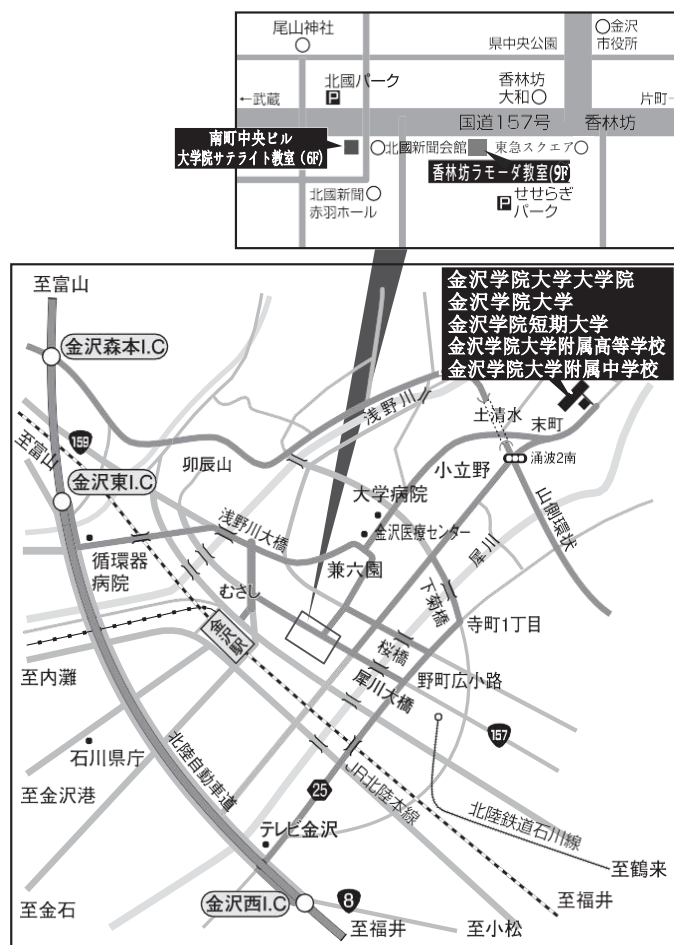 尾山神社
県中央公園
金沢
市役所
北國パーク
P
香林坊
大和
←武蔵
片町→
国道157号
香林坊
南町中央ビル
大学院サテライト教室(6F)
北國新聞会館
東急スクエア
香林坊ラモーダ教室(9F)
北國新聞
赤羽ホール
P
せせらぎ
パーク
金沢学院大学大学院
金沢学院大学
金沢学院短期大学
金沢学院大学附属高等学校
金沢学院大学附属中学校
至富山
金沢森本I.C
159
至富山
金沢東I.C
卯辰山
浅野川
土清水
末町
涌波2南
小立野
大学病院
金沢医療センター
山側環状
犀川
浅野川大橋
循環器
病院
兼六園
むさし
下菊橋
寺町1丁目
金沢駅
桜橋
野町広小路
犀川大橋
至内灘
157
石川県庁
北陸自動車道
至金沢港
25
JR北陸本線
北陸鉄道石川線
テレビ金沢
至鶴来
金沢西I.C
8
至金石
至福井
至小松
至福井